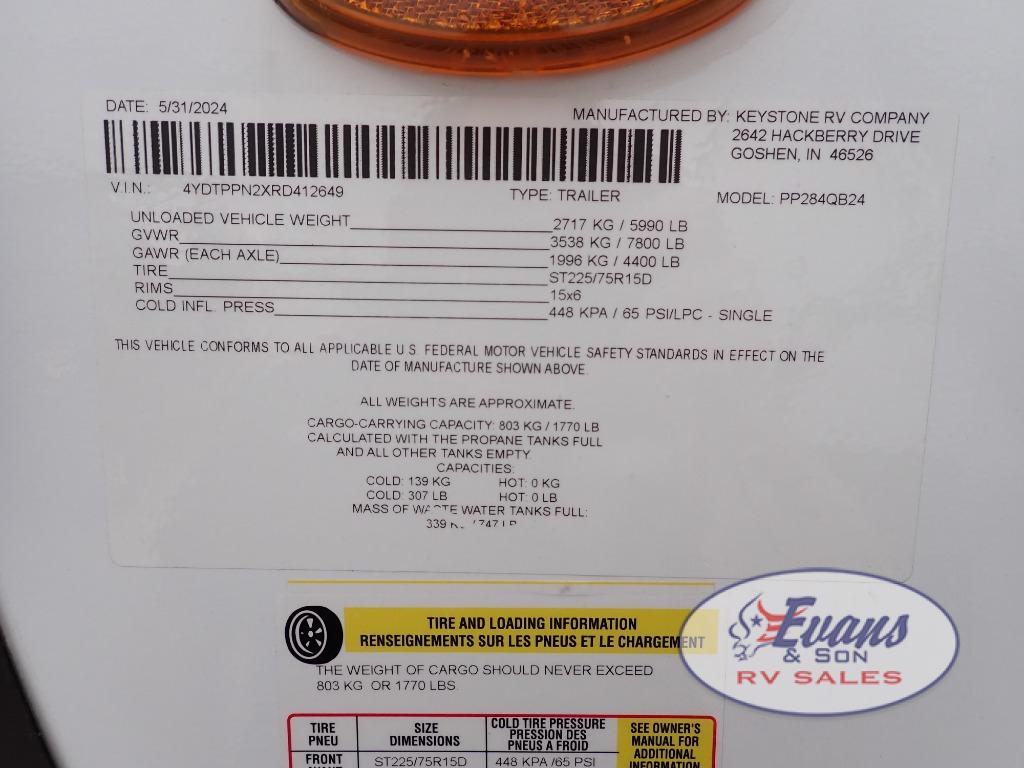 DATE: 5/31/2024
MANUFACTURED BY: KEYSTONE RV COMPANY
2642 HACKBERRY DRIVE
GOSHEN, IN 46526
V.I.N.: 4YDTPPN2XRD412649 TYPE: TRAILER MODEL: PP284QB24
UNLOADED VEHICLE WEIGHT 2717 KG / 5990 LB
GVWR 3538 KG / 7800 LB
GAWR (EACH AXLE) 1996 KG / 4400 LB
TIRE ST225/75R15D
RIMS 15x6
COLD INFL. PRESS 448 KPA / 65 PSI/LPC - SINGLE
THIS VEHICLE CONFORMS TO ALL APPLICABLE U.S. FEDERAL MOTOR VEHICLE SAFETY STANDARDS IN EFFECT ON THE
DATE OF MANUFACTURE SHOWN ABOVE
ALL WEIGHTS ARE APPROXIMATE.
CARGO-CARRYING CAPACITY: 803 KG / 1770 LB
CALCULATED WITH THE PROPANE TANKS FULL
AND ALL OTHER TANKS EMPTY
CAPACITIES:
COLD: 139 KG HOT: 0 KG
COLD: 307 LB HOT: 0 LB
MASS OF WASTE WATER TANKS FULL:
339 KG / 747 LB
TIRE AND LOADING INFORMATION
RENSEIGNEMENTS SUR LES PNEUS ET LE CHARGEMENT
THE WEIGHT OF CARGO SHOULD NEVER EXCEED
803 KG OR 1770 LBS.
TIRE
PNEU
SIZE
DIMENSIONS
COLD TIRE PRESSURE
PRESSION DES
PNEUS A FROID
SEE OWNER'S
MANUAL FOR
ADDITIONAL
INFORMATION
FRONT
ST225/75R15D
448 KPA /65 PSI
Evans
& SON
RV SALES